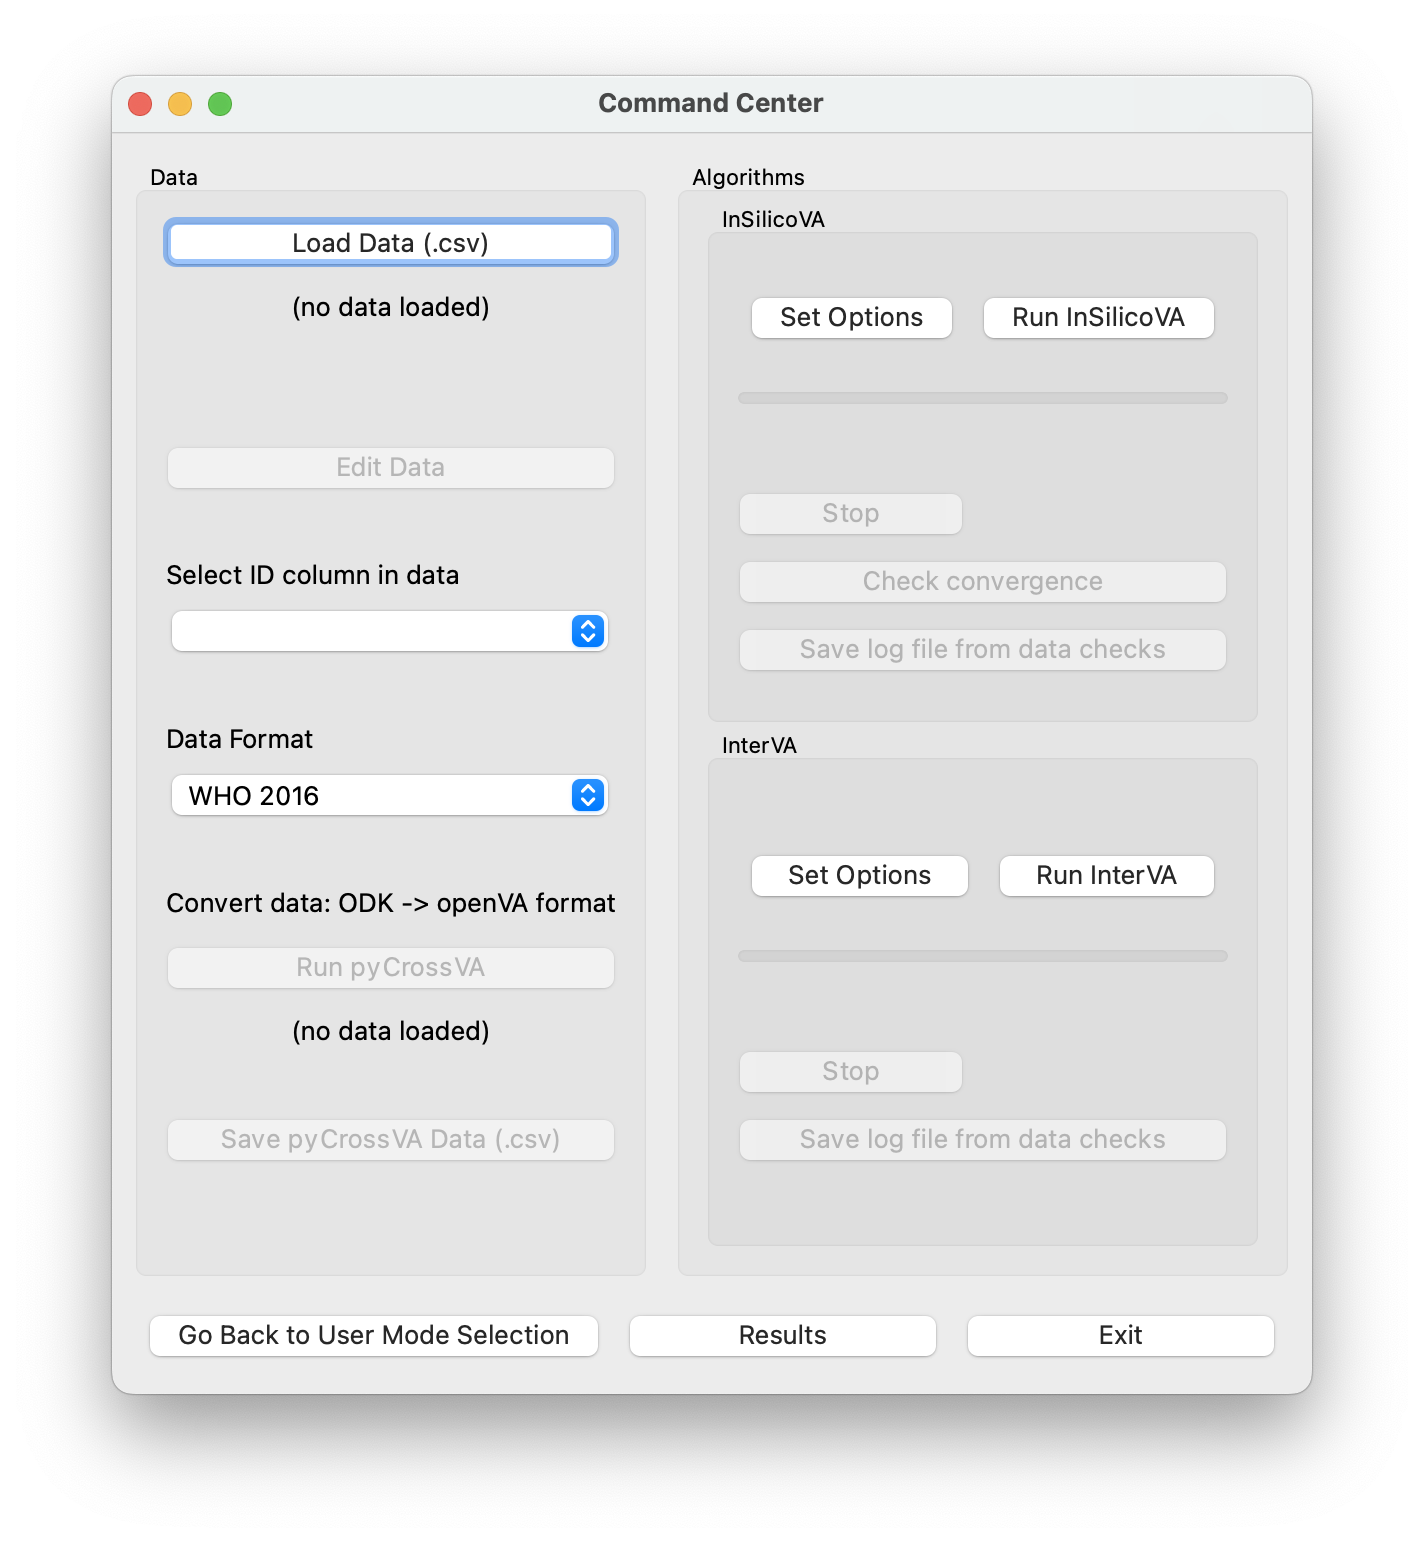 Command Center
Data
Load Data (.csv)
(no data loaded)
Edit Data
Select ID column in data
Data Format
WHO 2016
Convert data: ODK -> openVA format
Run pyCrossVA
(no data loaded)
Save pyCrossVA Data (.csv)
Algorithms
InSilicoVA
Set Options
Run InSilicoVA
Stop
Check convergence
Save log file from data checks
InterVA
Set Options
Run InterVA
Stop
Save log file from data checks
Go Back to User Mode Selection
Results
Exit